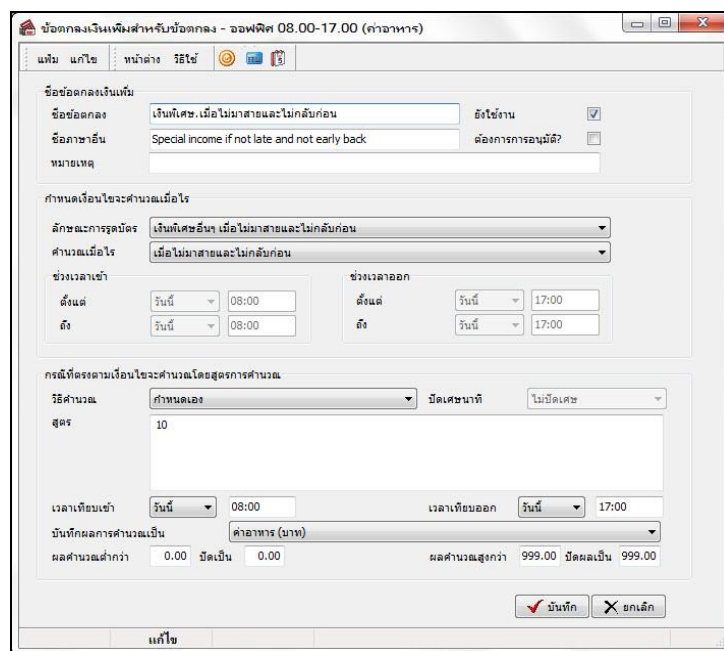 ข้อตกลงเงินเพิ่มสำหรับข้อตกลง - ออฟฟิศ 08.00-17.00 (ค่าอาหาร)
แฟ้ม แก้ไข หน้าต่าง วิธีใช้
ชื่อข้อตกลงเงินเพิ่ม
ชื่อข้อตกลง เงินพิเศษ.เมื่อไม่มาสายและไม่กลับก่อน ยังใช้งาน
ชื่อภาษาอื่น Special income if not late and not early back ต้องการการอนุมัติ?
หมายเหตุ
กำหนดเงื่อนไขจะคำนวณเมื่อไร
ลักษณะการรูดบัตร เงินพิเศษอื่นๆ เมื่อไม่มาสายและไม่กลับก่อน
คำนวณเมื่อไร เมื่อไม่มาสายและไม่กลับก่อน
ช่วงเวลาเข้า ช่วงเวลาออก
ตั้งแต่ วันนี้ 08:00 ตั้งแต่ วันนี้ 17:00
ถึง วันนี้ 08:00 ถึง วันนี้ 17:00
กรณีที่ตรงตามเงื่อนไขจะคำนวณโดยสูตรการคำนวณ
วิธีคำนวณ กำหนดเอง ปัดเศษนาที ไม่ปัดเศษ
สูตร 10
เวลาเทียบเข้า วันนี้ 08:00 เวลาเทียบออก วันนี้ 17:00
บันทึกผลการคำนวณเป็น ค่าอาหาร (บาท)
ผลคำนวณต่ำกว่า 0.00 ปัดเป็น 0.00 ผลคำนวณสูงกว่า 999.00 ปัดผลเป็น 999.00
บันทึก ยกเลิก
แก้ไข